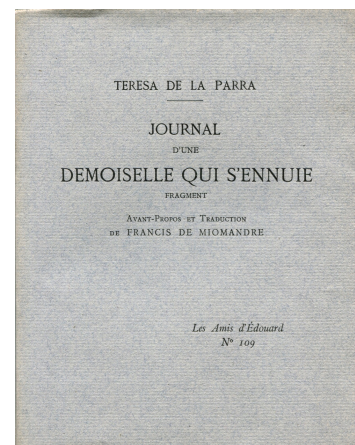 TERESA DE LA PARRA
JOURNAL
D'UNE
DEMOISELLE QUI S'ENNUIE
FRAGMENT
AVANT-PROPOS ET TRADUCTION
DE FRANCIS DE MIOMANDRE
Les Amis d'Édouard
Nº 109